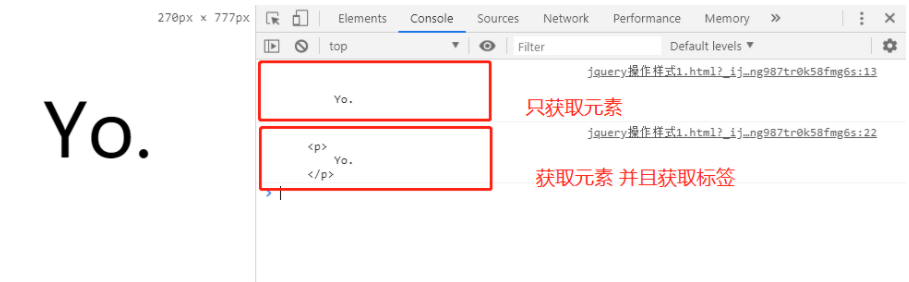 270px × 777px
Elements Console Sources Network Performance Memory »
top Filter Default levels ▼
jquery操作样式1.html?_ij…ng987tr0k58fmg6s:13
Yo.
只获取元素
jquery操作样式1.html?_ij…ng987tr0k58fmg6s:22
<p>
Yo.
</p>
获取元素 并且获取标签
Yo.